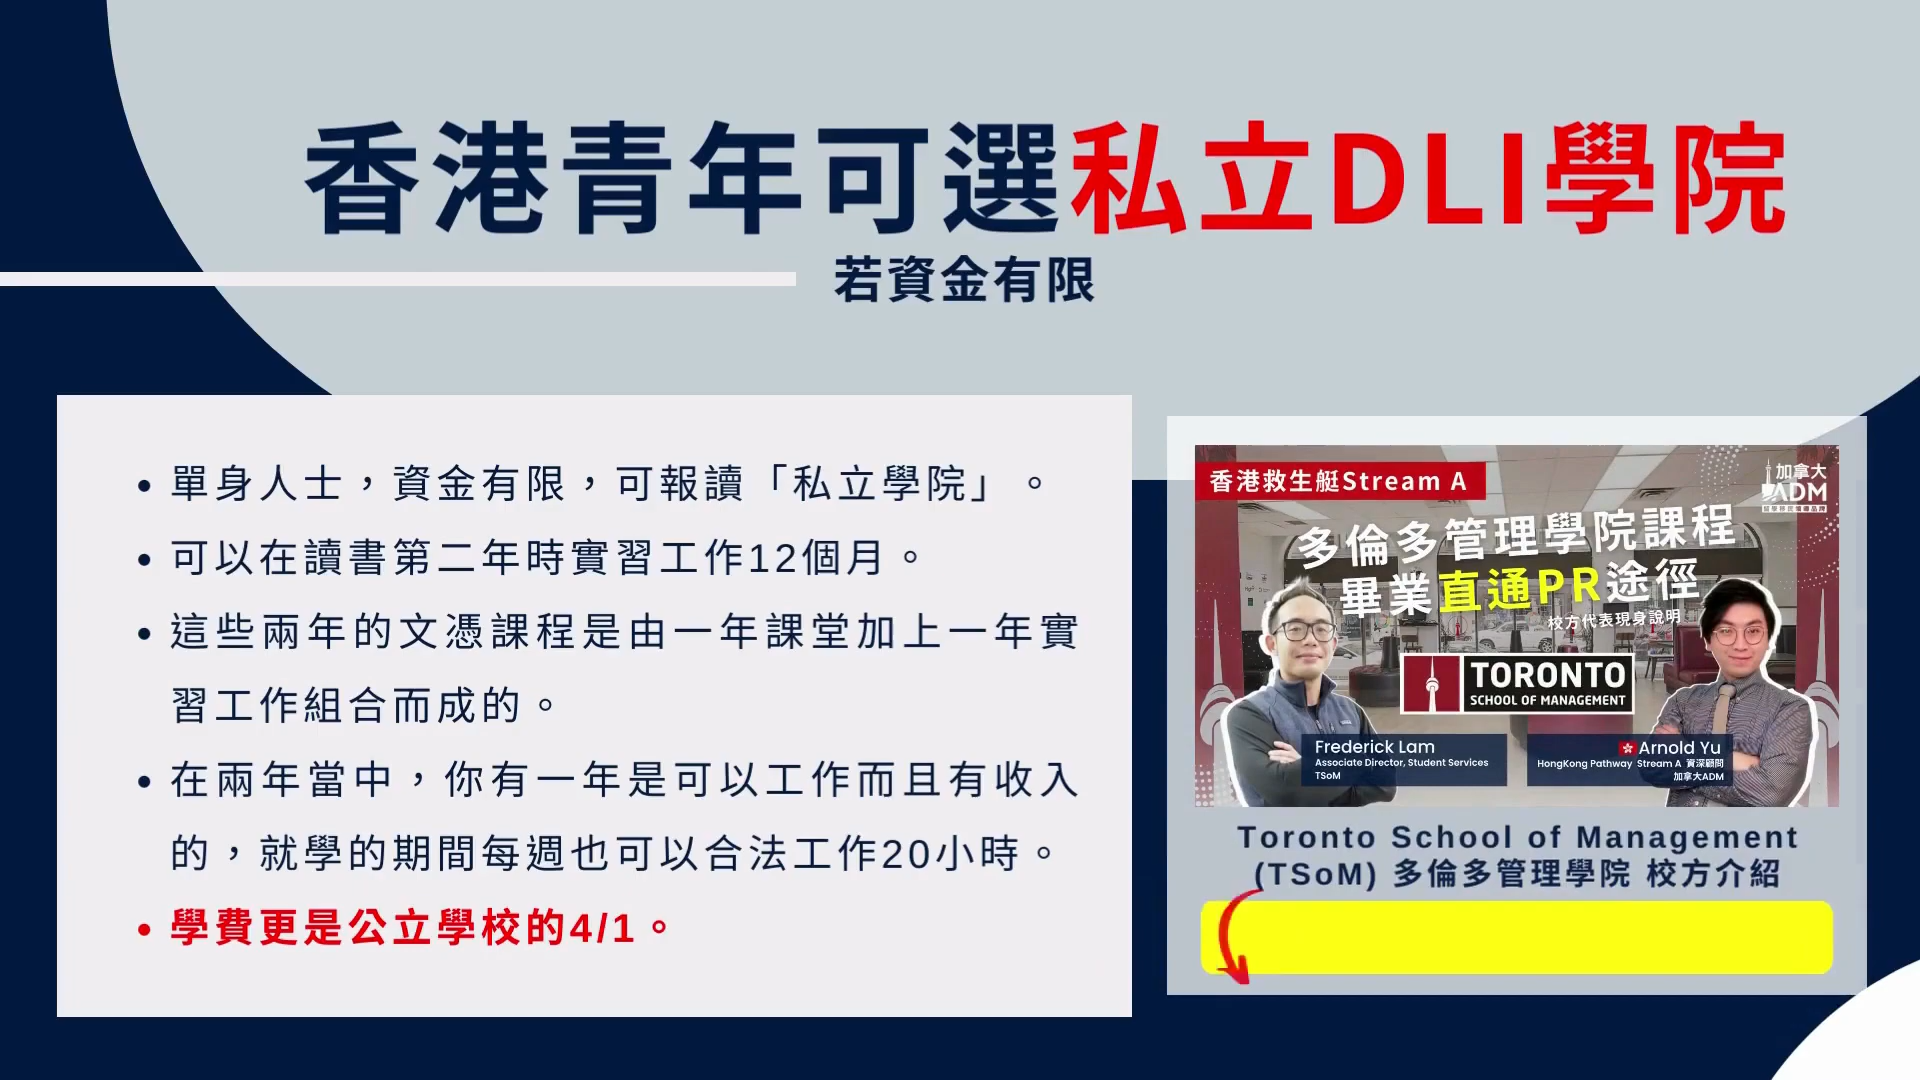 香港青年可選私立DLI學院
若資金有限
• 單身人士，資金有限，可報讀「私立學院」。
• 可以在讀書第二年時實習工作12個月。
• 這些兩年的文憑課程是由一年課堂加上一年實
習工作組合而成的。
• 在兩年當中，你有一年是可以工作而且有收入
的，就學的期間每週也可以合法工作20小時。
• 學費更是公立學校的4/1。
香港救生艇Stream A
加拿大
ADM
多倫多管理學院課程
畢業直通PR途徑
校方代表現身說明
TORONTO
SCHOOL OF MANAGEMENT
Frederick Lam
Associate Director, Student Services
TSoM
Arnold Yu
HongKong Pathway Stream A 資深顧問
加拿大ADM
Toronto School of Management
(TSoM) 多倫多管理學院 校方介紹